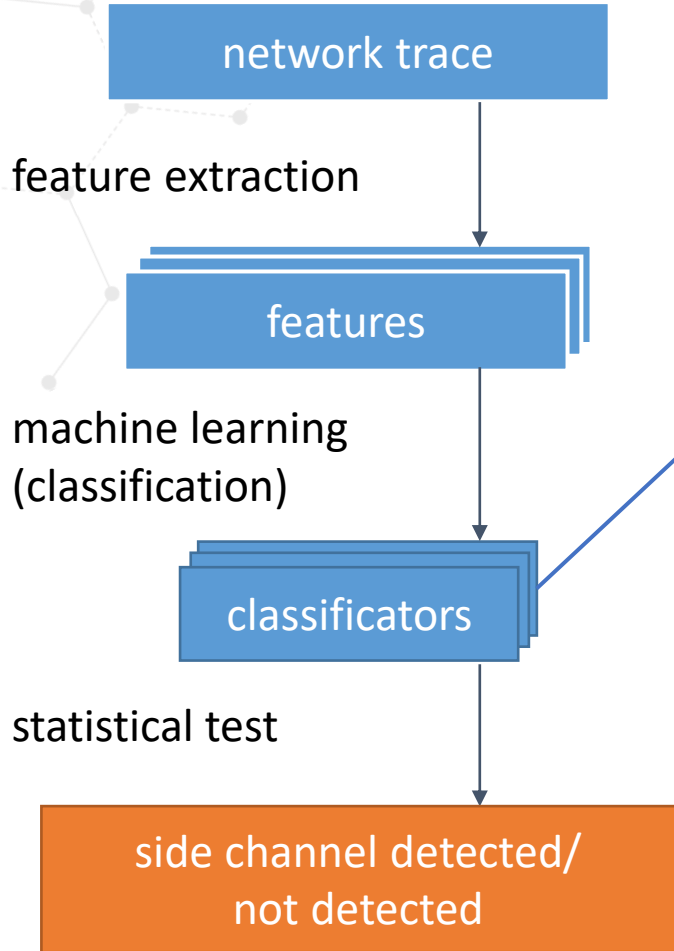 network trace
feature extraction
features
machine learning
(classification)
classificators
statistical test
side channel detected/
not detected